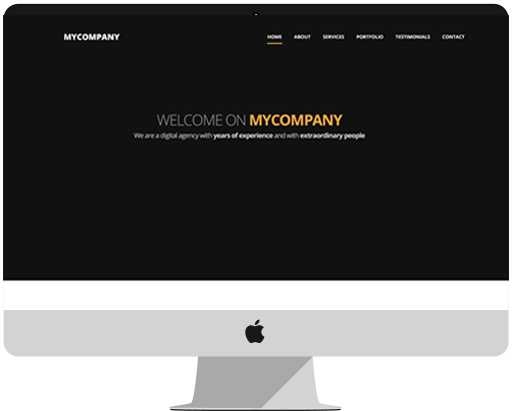 MYCOMPANY
HOME ABOUT SERVICES PORTFOLIO TESTIMONIALS CONTACT
WELCOME ON MYCOMPANY
We are a digital agency with years of experience and with extraordinary people